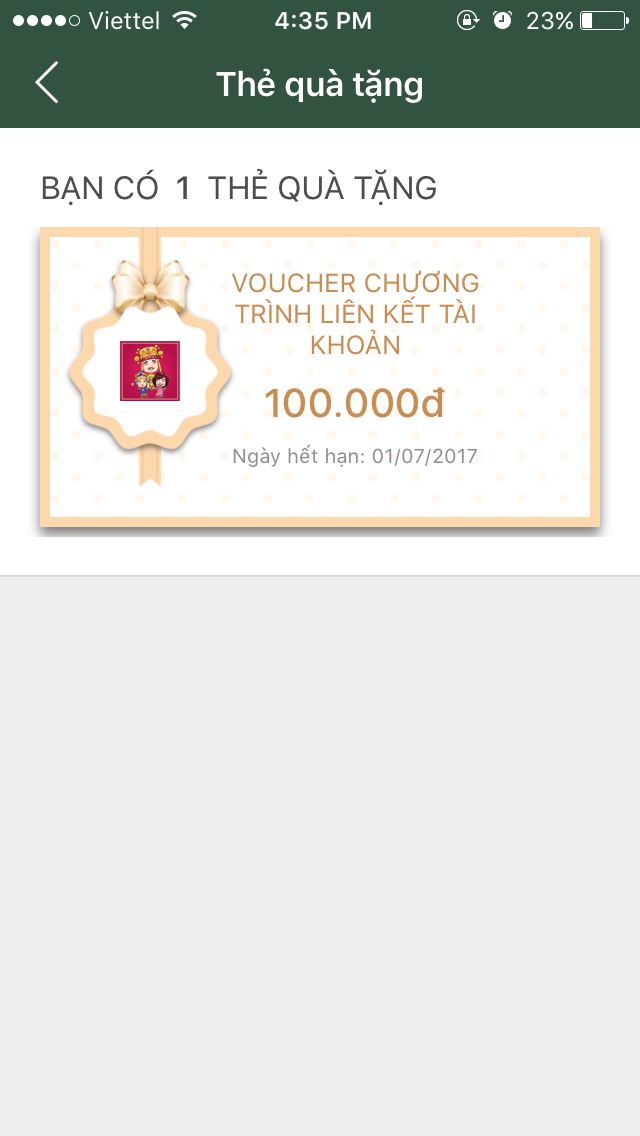 Viettel 4:35 PM 23%
Thẻ quà tặng
BẠN CÓ 1 THẺ QUÀ TẶNG
VOUCHER CHƯƠNG
TRÌNH LIÊN KẾT TÀI
KHOẢN
100.000đ
Ngày hết hạn: 01/07/2017